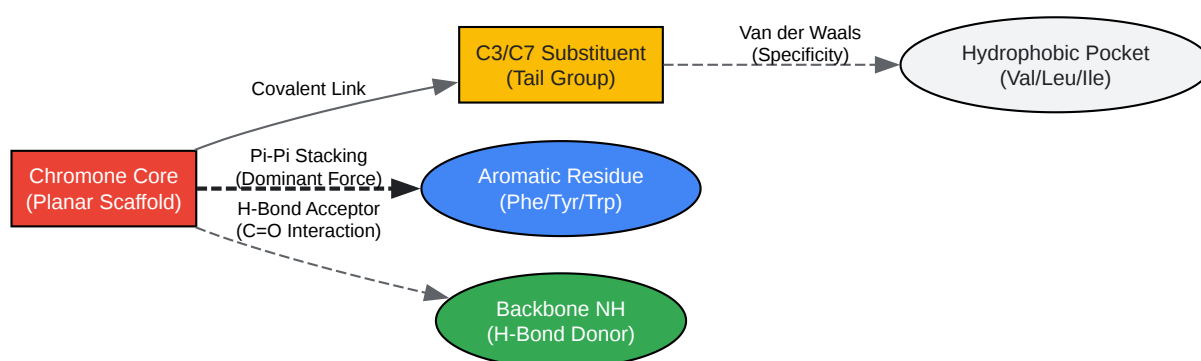 Chromone Core
(Planar Scaffold)
Covalent Link
C3/C7 Substituent
(Tail Group)
Van der Waals
(Specificity)
Hydrophobic Pocket
(Val/Leu/Ile)
Pi-Pi Stacking
(Dominant Force)
Aromatic Residue
(Phe/Tyr/Trp)
H-Bond Acceptor
(C=O Interaction)
Backbone NH
(H-Bond Donor)